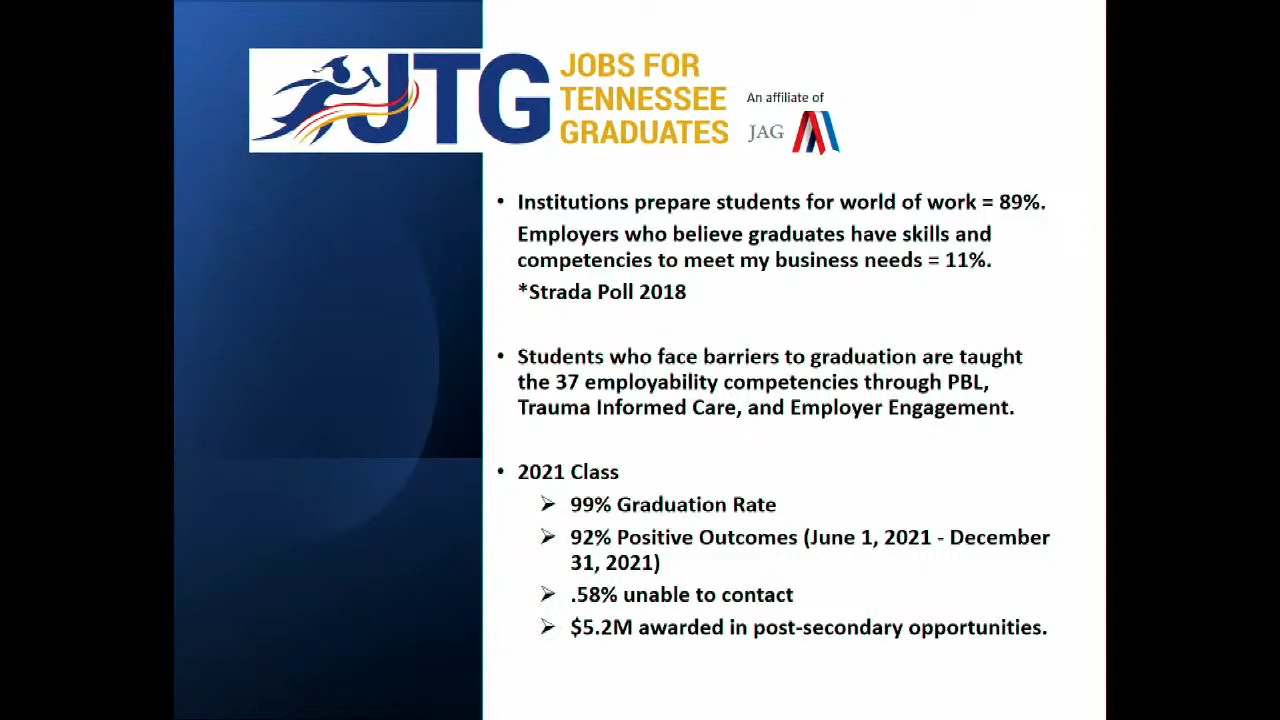 JTG
JOBS FOR
TENNESSEE
GRADUATES
An affiliate of
JAG
• Institutions prepare students for world of work = 89%.
Employers who believe graduates have skills and
competencies to meet my business needs = 11%.
*Strada Poll 2018
• Students who face barriers to graduation are taught
the 37 employability competencies through PBL,
Trauma Informed Care, and Employer Engagement.
• 2021 Class
➢ 99% Graduation Rate
➢ 92% Positive Outcomes (June 1, 2021 - December
31, 2021)
➢ .58% unable to contact
➢ $5.2M awarded in post-secondary opportunities.